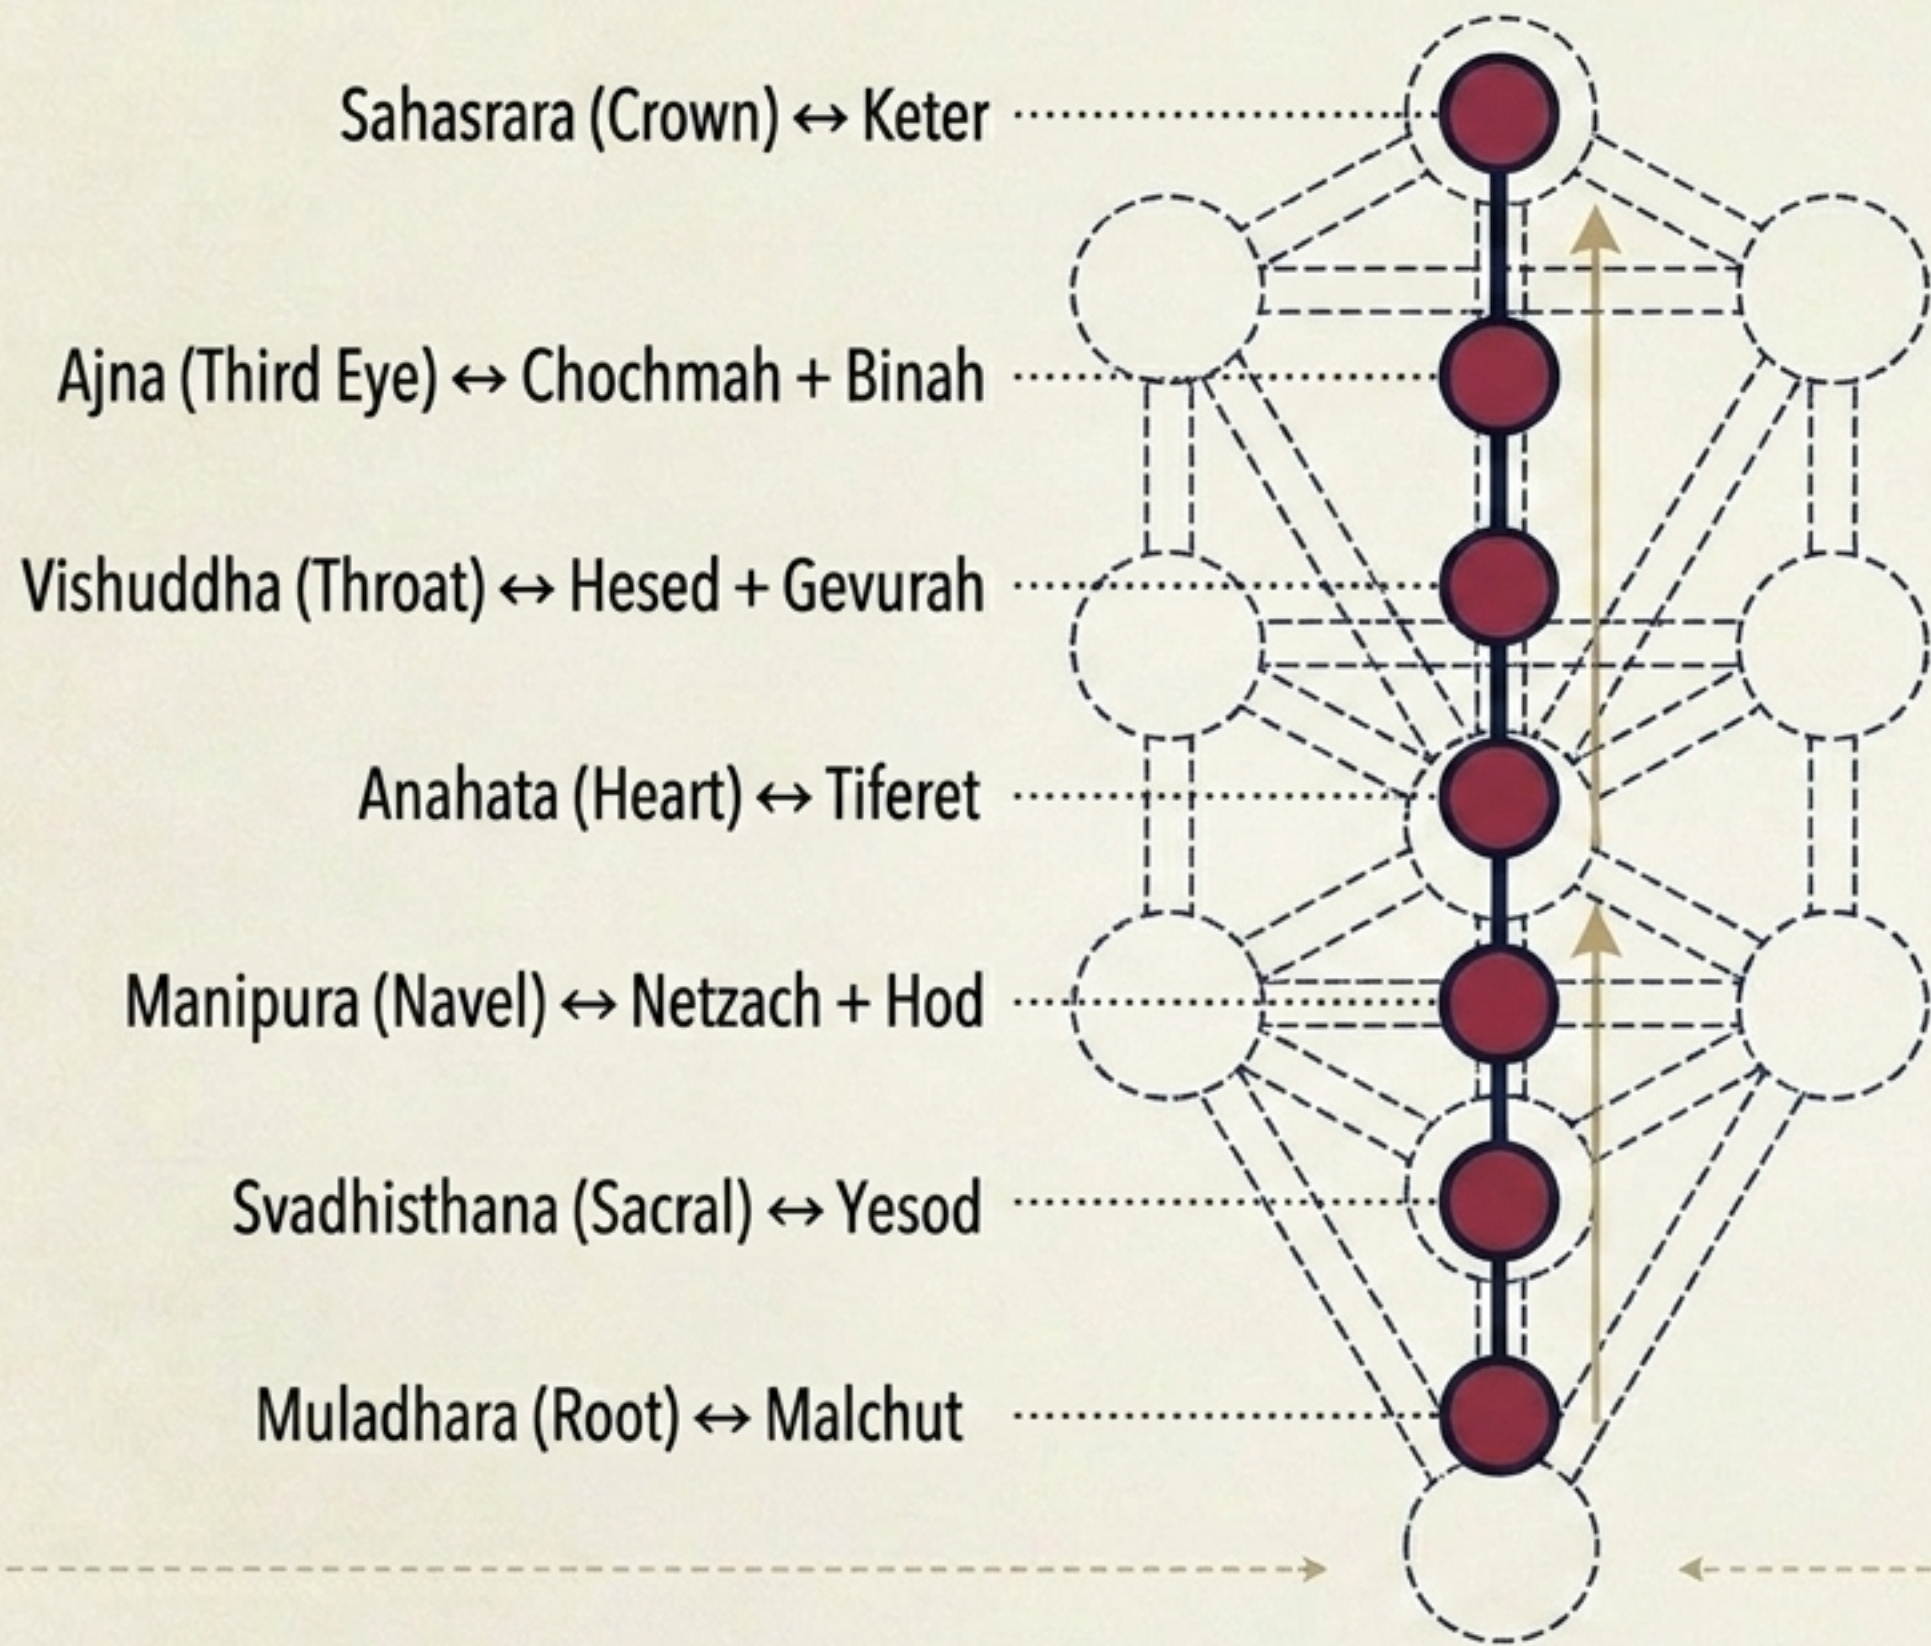 Sahasrara (Crown) ↔ Keter
Ajna (Third Eye) ↔ Chochmah + Binah
Vishuddha (Throat) ↔ Hesed + Gevurah
Anahata (Heart) ↔ Tiferet
Manipura (Navel) ↔ Netzach + Hod
Svadhisthana (Sacral) ↔ Yesod
Muladhara (Root) ↔ Malchut